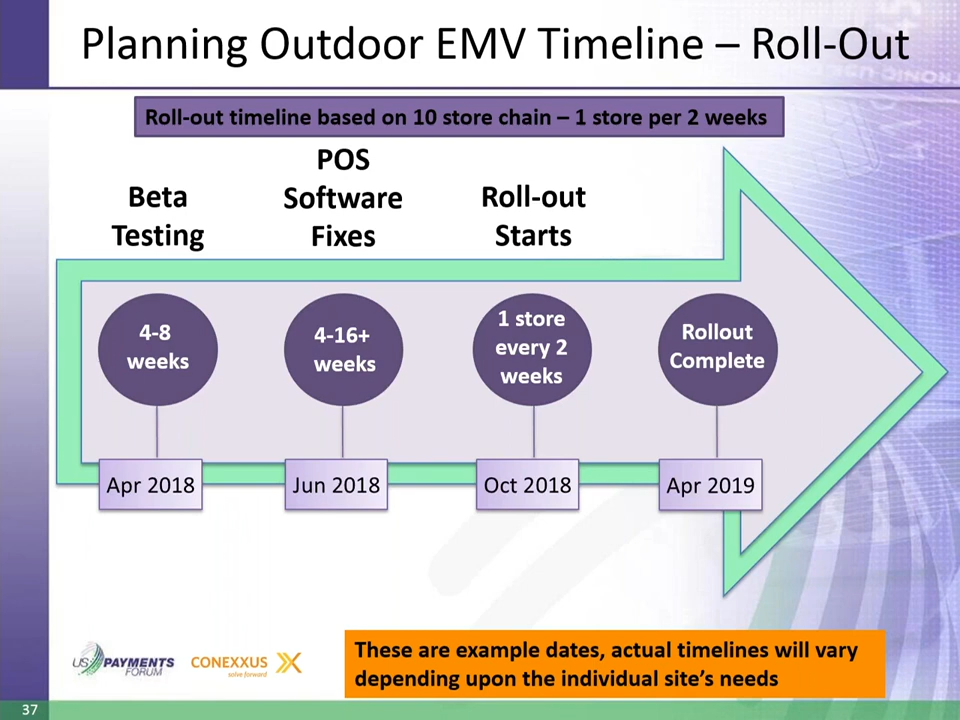 Planning Outdoor EMV Timeline – Roll-Out
Roll-out timeline based on 10 store chain – 1 store per 2 weeks
Beta
Testing
POS
Software
Fixes
Roll-out
Starts
4-8
weeks
4-16+
weeks
1 store
every 2
weeks
Rollout
Complete
Apr 2018
Jun 2018
Oct 2018
Apr 2019
US PAYMENTS
FORUM
CONEXXUS
solve forward
These are example dates, actual timelines will vary
depending upon the individual site's needs
37